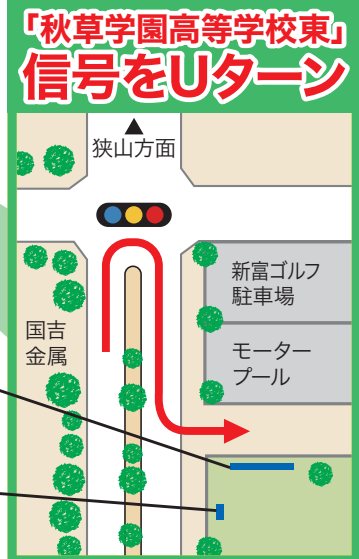 「秋草学園高等学校東」
信号をUターン
▲
狭山方面
新富ゴルフ
駐車場
国吉
金属
モーター
プール